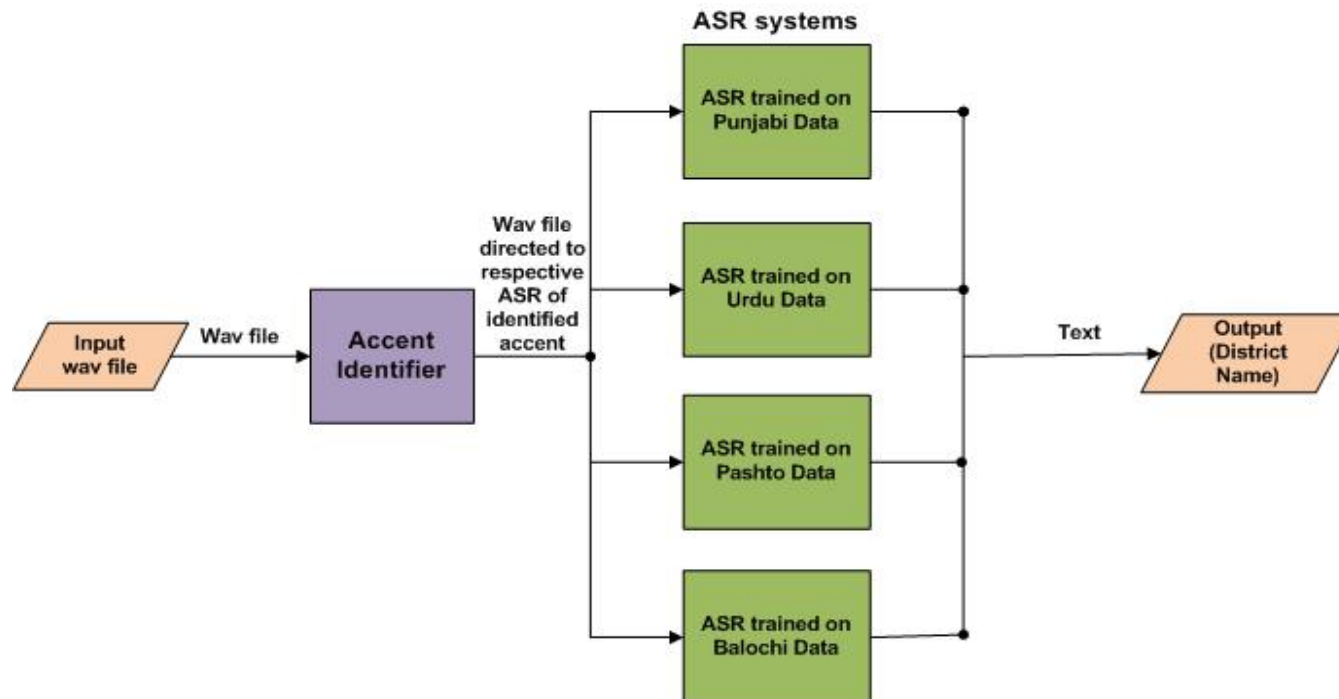 ASR systems
ASR trained on
Punjabi Data
Wav file
directed to
respective
ASR of
identified
accent
ASR trained on
Urdu Data
Input
wav file
Wav file
Accent
Identifier
Text
Output
(District
Name)
ASR trained on
Pashto Data
ASR trained on
Balochi Data